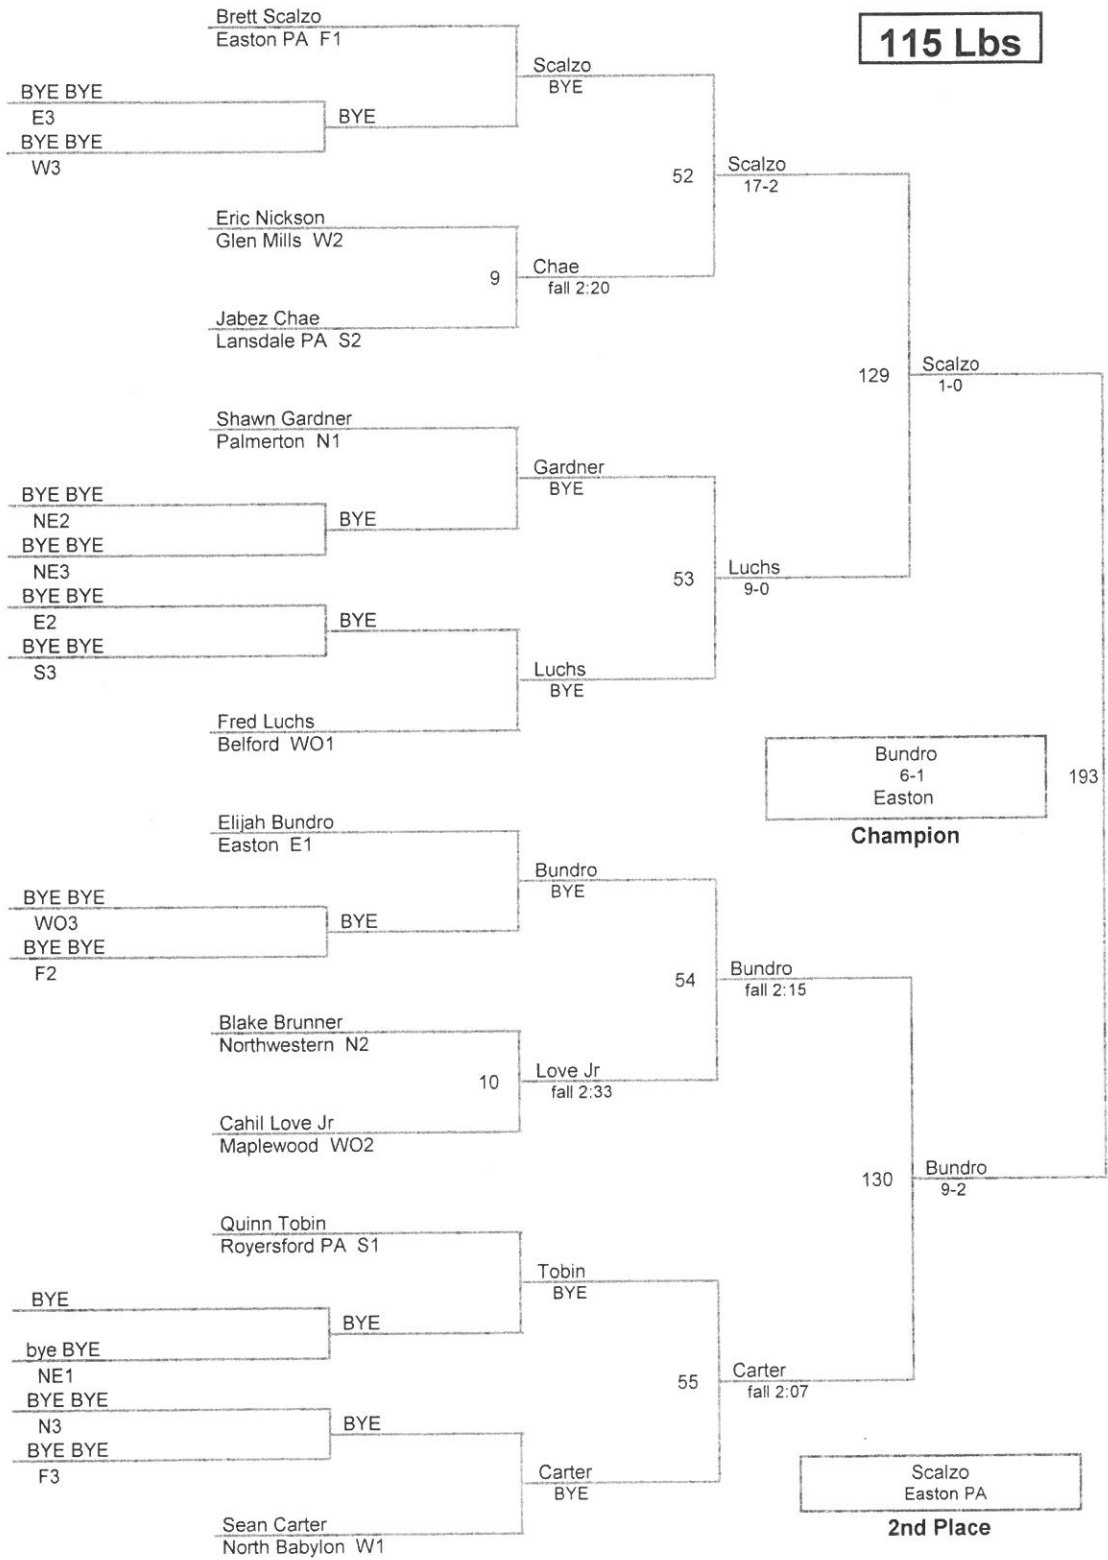 115 Lbs
Brett Scalzo
Easton PA F1
Scalzo
BYE
BYE BYE
E3
BYE
BYE BYE
W3
52
Scalzo
17-2
Eric Nickson
Glen Mills W2
9
Chae
fall 2:20
Jabez Chae
Lansdale PA S2
129
Scalzo
1-0
Shawn Gardner
Palmerton N1
Gardner
BYE
BYE BYE
NE2
BYE
BYE BYE
NE3
53
Luchs
9-0
BYE BYE
E2
BYE
BYE BYE
S3
Luchs
BYE
Fred Luchs
Belford WO1
Bundro
6-1
Easton
193
Champion
Elijah Bundro
Easton E1
Bundro
BYE
BYE BYE
WO3
BYE
BYE BYE
F2
54
Bundro
fall 2:15
Blake Brunner
Northwestern N2
10
Love Jr
fall 2:33
Cahil Love Jr
Maplewood WO2
130
Bundro
9-2
Quinn Tobin
Royersford PA S1
Tobin
BYE
BYE
BYE
bye BYE
NE1
55
Carter
fall 2:07
BYE BYE
N3
BYE
BYE BYE
F3
Carter
BYE
Sean Carter
North Babylon W1
Scalzo
Easton PA
2nd Place